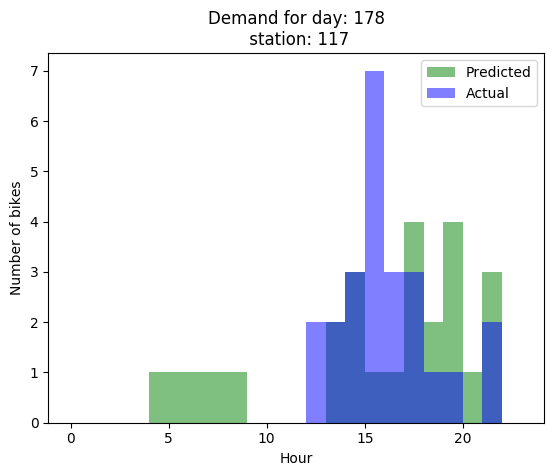 Demand for day: 178
station: 117
Predicted
Actual
Number of bikes
7
6
5
4
3
2
1
0
0 5 10 15 20
Hour